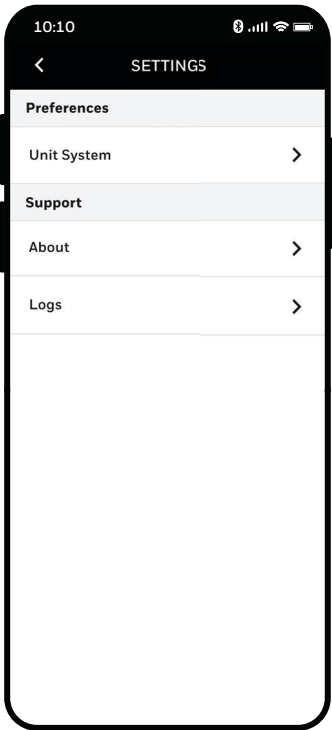 10:10
SETTINGS
Preferences
Unit System
Support
About
Logs